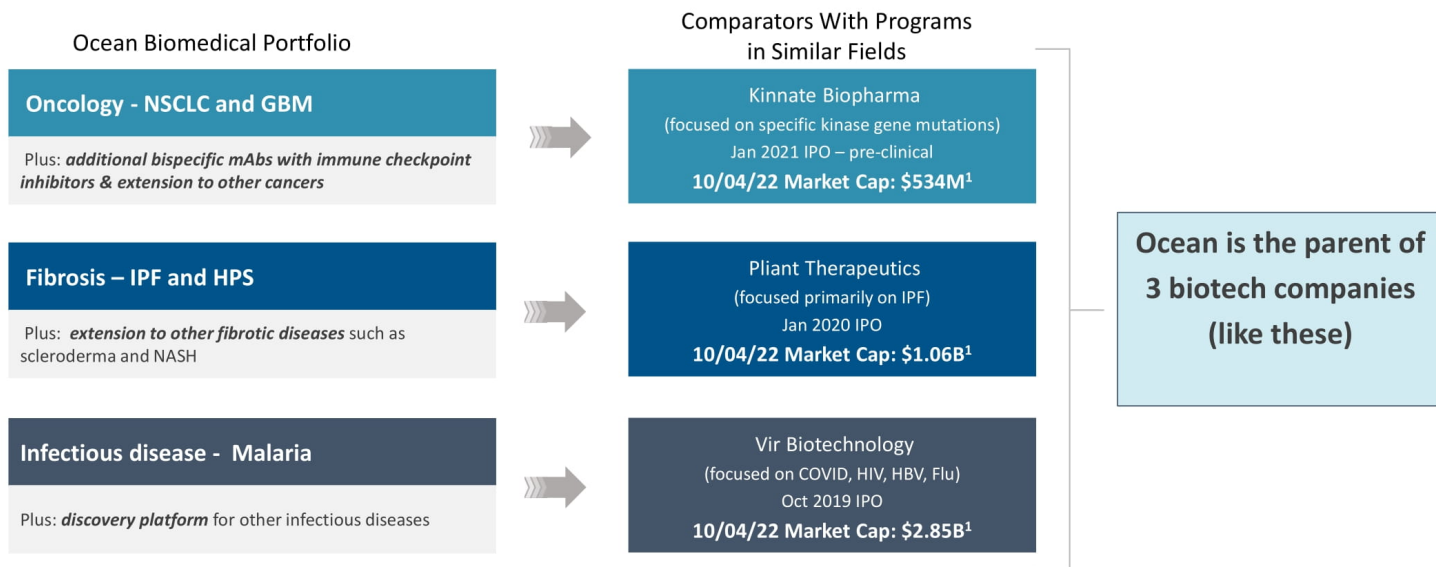 Ocean Biomedical Portfolio
Comparators With Programs
in Similar Fields
Oncology - NSCLC and GBM
Plus: additional bispecific mAbs with immune checkpoint
inhibitors & extension to other cancers
Kinnate Biopharma
(focused on specific kinase gene mutations)
Jan 2021 IPO – pre-clinical
10/04/22 Market Cap: $534M¹
Fibrosis – IPF and HPS
Plus: extension to other fibrotic diseases such as
scleroderma and NASH
Pliant Therapeutics
(focused primarily on IPF)
Jan 2020 IPO
10/04/22 Market Cap: $1.06B¹
Infectious disease - Malaria
Plus: discovery platform for other infectious diseases
Vir Biotechnology
(focused on COVID, HIV, HBV, Flu)
Oct 2019 IPO
10/04/22 Market Cap: $2.85B¹
Ocean is the parent of
3 biotech companies
(like these)